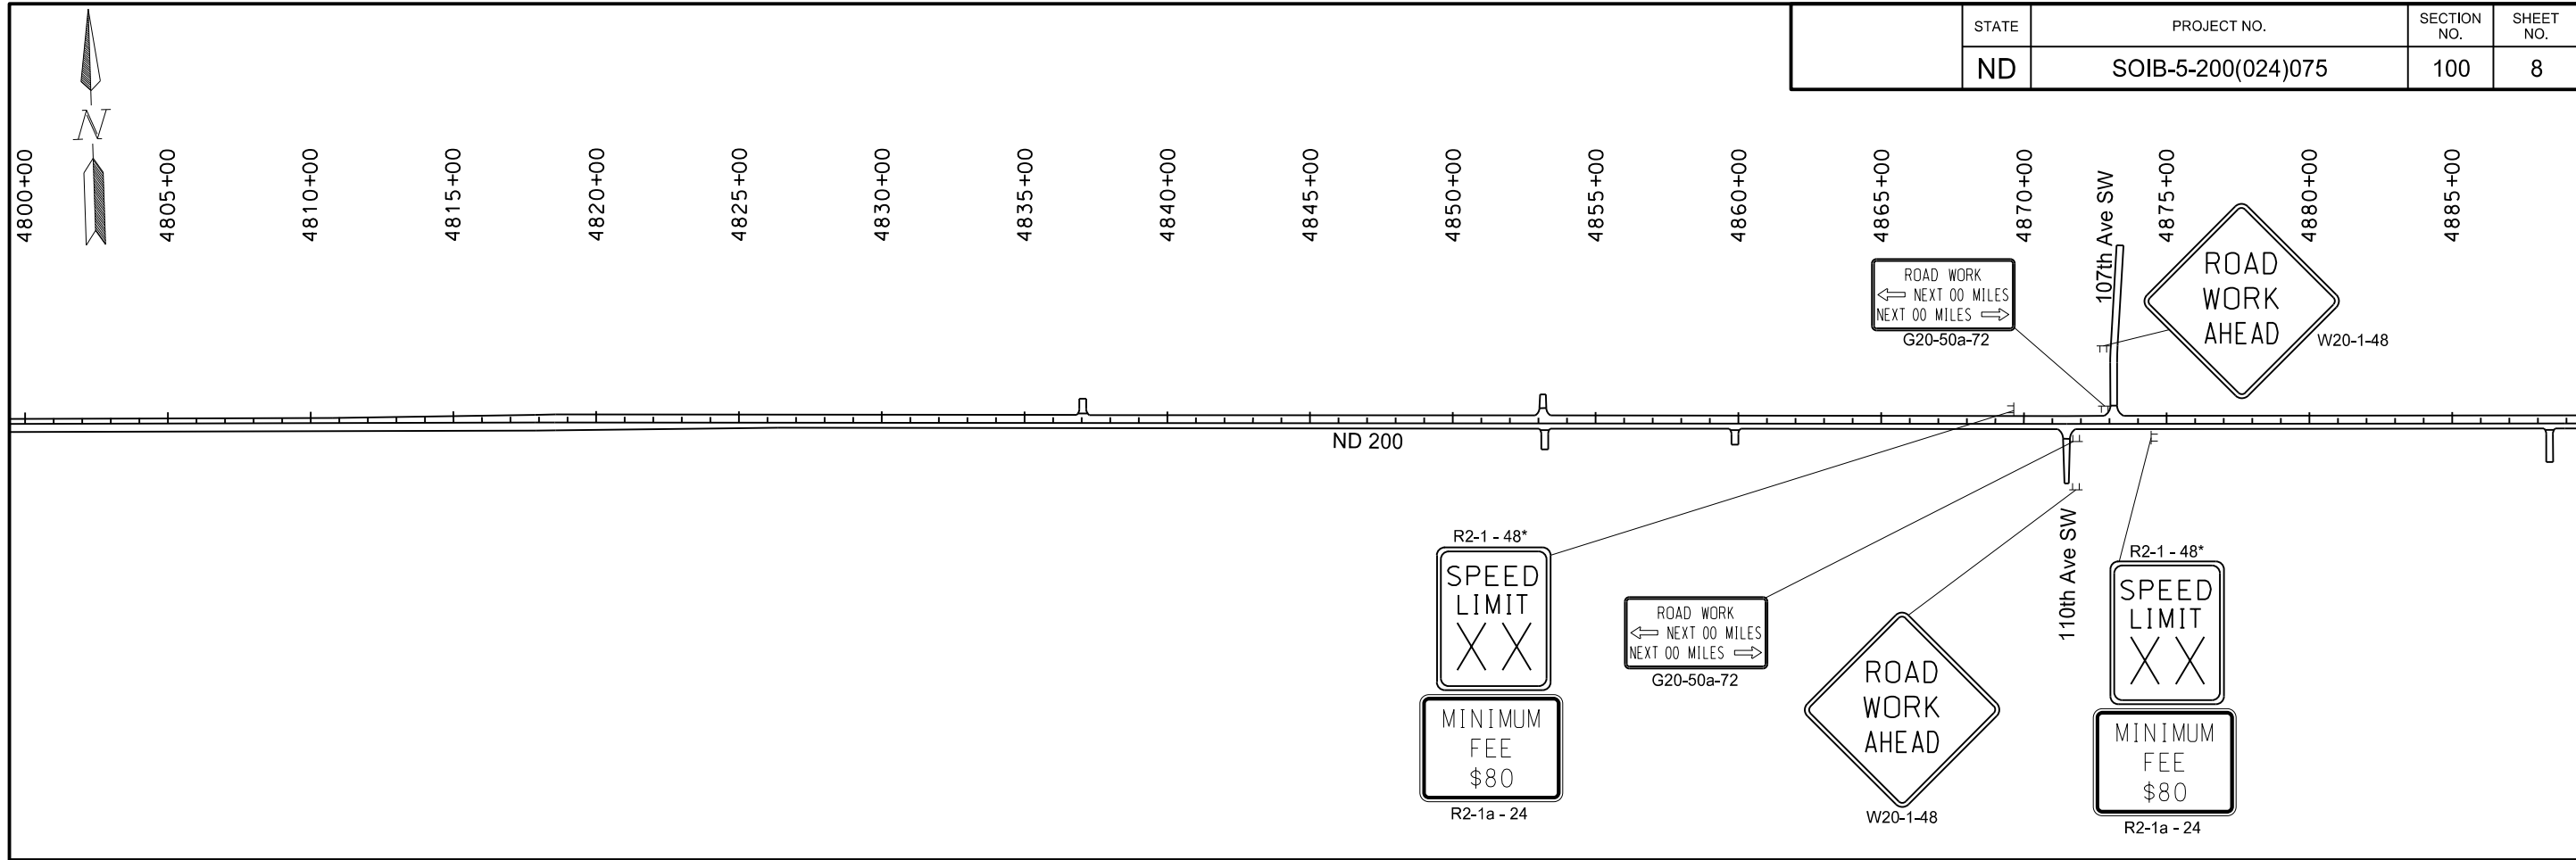 STATE
PROJECT NO.
SECTION
NO.
SHEET
NO.
ND
SOIB-5-200(024)075
100
8
N
4800+00
4805+00
4810+00
4815+00
4820+00
4825+00
4830+00
4835+00
4840+00
4845+00
4850+00
4855+00
4860+00
4865+00
4870+00
107th Ave SW
4875+00
4880+00
4885+00
ROAD WORK
NEXT 00 MILES
NEXT 00 MILES
G20-50a-72
ROAD
WORK
AHEAD
W20-1-48
ND 200
R2-1 - 48*
SPEED
LIMIT
XX
MINIMUM
FEE
$80
R2-1a - 24
ROAD WORK
NEXT 00 MILES
NEXT 00 MILES
G20-50a-72
ROAD
WORK
AHEAD
W20-1-48
110th Ave SW
R2-1 - 48*
SPEED
LIMIT
XX
MINIMUM
FEE
$80
R2-1a - 24